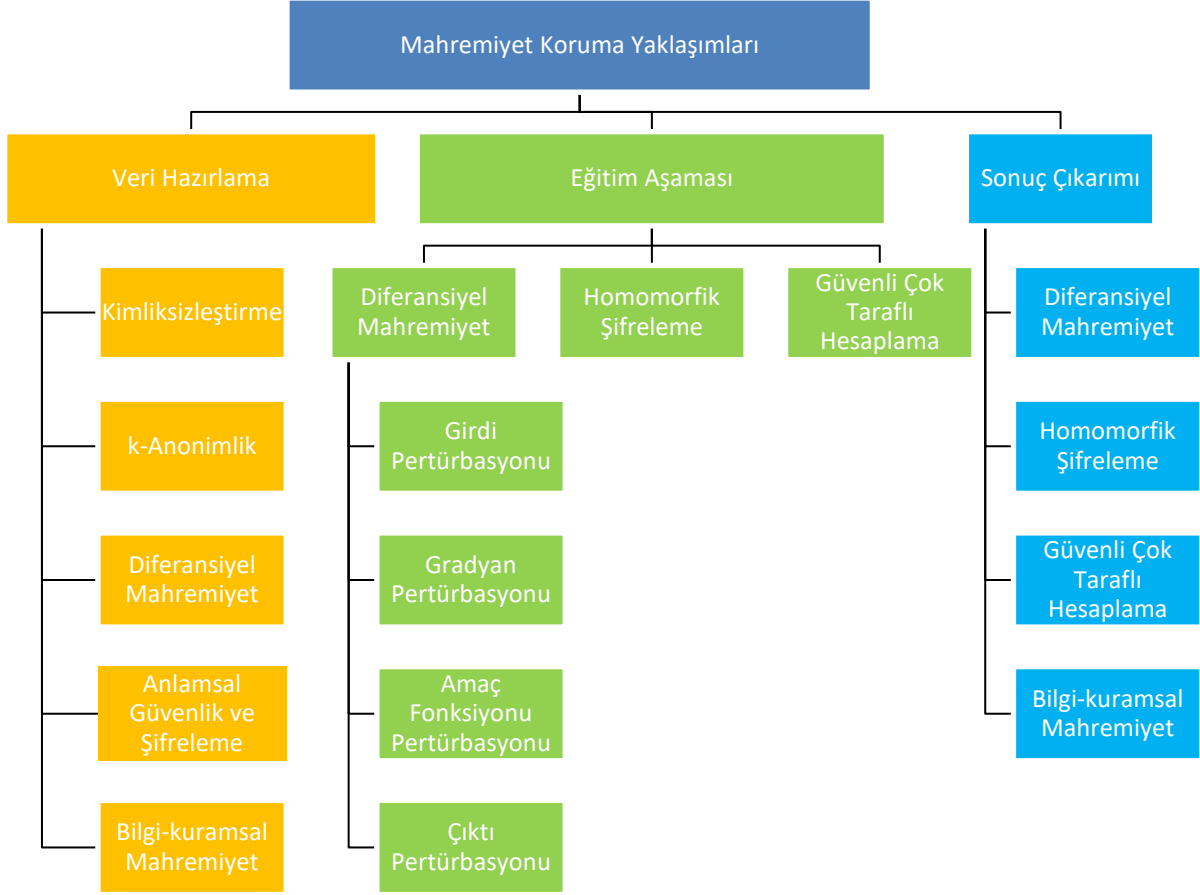 Mahremiyet Koruma Yaklaşımları
Veri Hazırlama
Kimliksizleştirme
k-Anonimlik
Diferansiyel
Mahremiyet
Anlamsal
Güvenlik ve
Şifreleme
Bilgi-kuramsal
Mahremiyet
Eğitim Aşaması
Diferansiyel
Mahremiyet
Girdi
Pertürbasyonu
Gradyan
Pertürbasyonu
Amaç
Fonksiyonu
Pertürbasyonu
Çıktı
Pertürbasyonu
Homomorfik
Şifreleme
Güvenli Çok
Taraflı
Hesaplama
Sonuç Çıkarımı
Diferansiyel
Mahremiyet
Homomorfik
Şifreleme
Güvenli Çok
Taraflı
Hesaplama
Bilgi-kuramsal
Mahremiyet